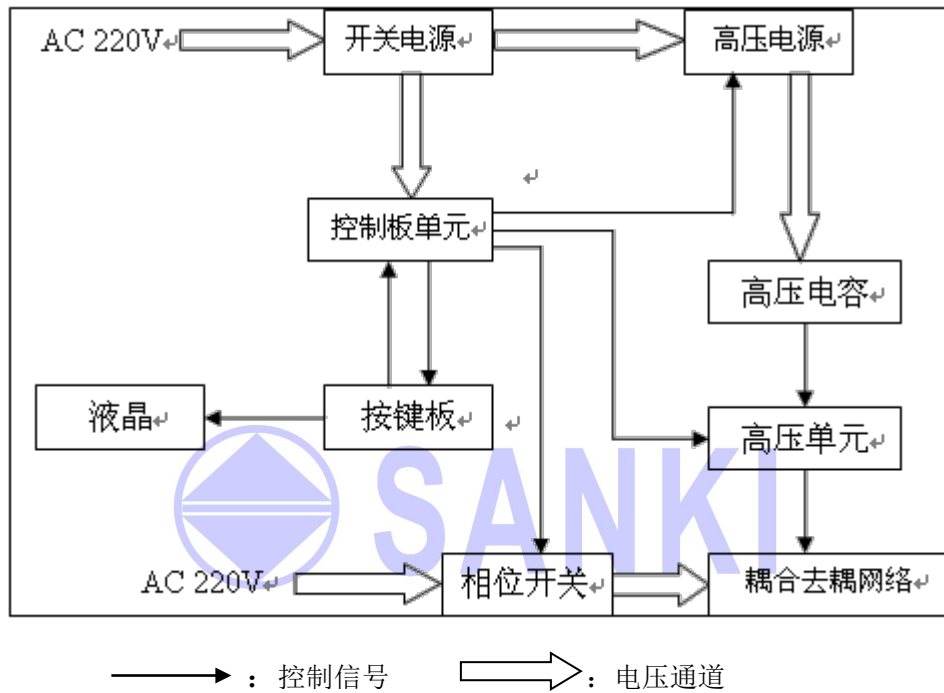 AC 220V
开关电源
高压电源
控制板单元
高压电容
液晶
按键板
高压单元
SANKI
AC 220V
相位开关
耦合去耦网络
：控制信号
：电压通道